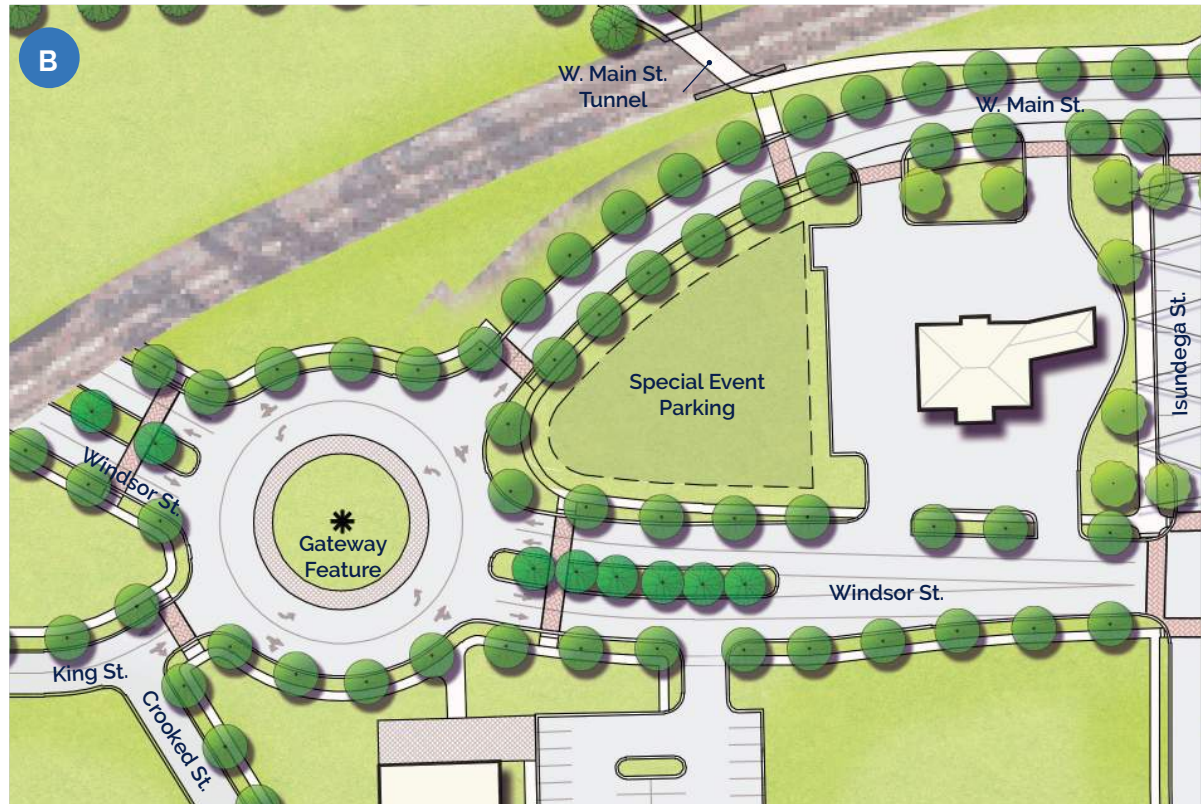 B
W. Main St.
Tunnel
W. Main St.
Isundega St.
Special Event
Parking
Windsor St.
Gateway
Feature
Windsor St.
King St.
Crooked St.